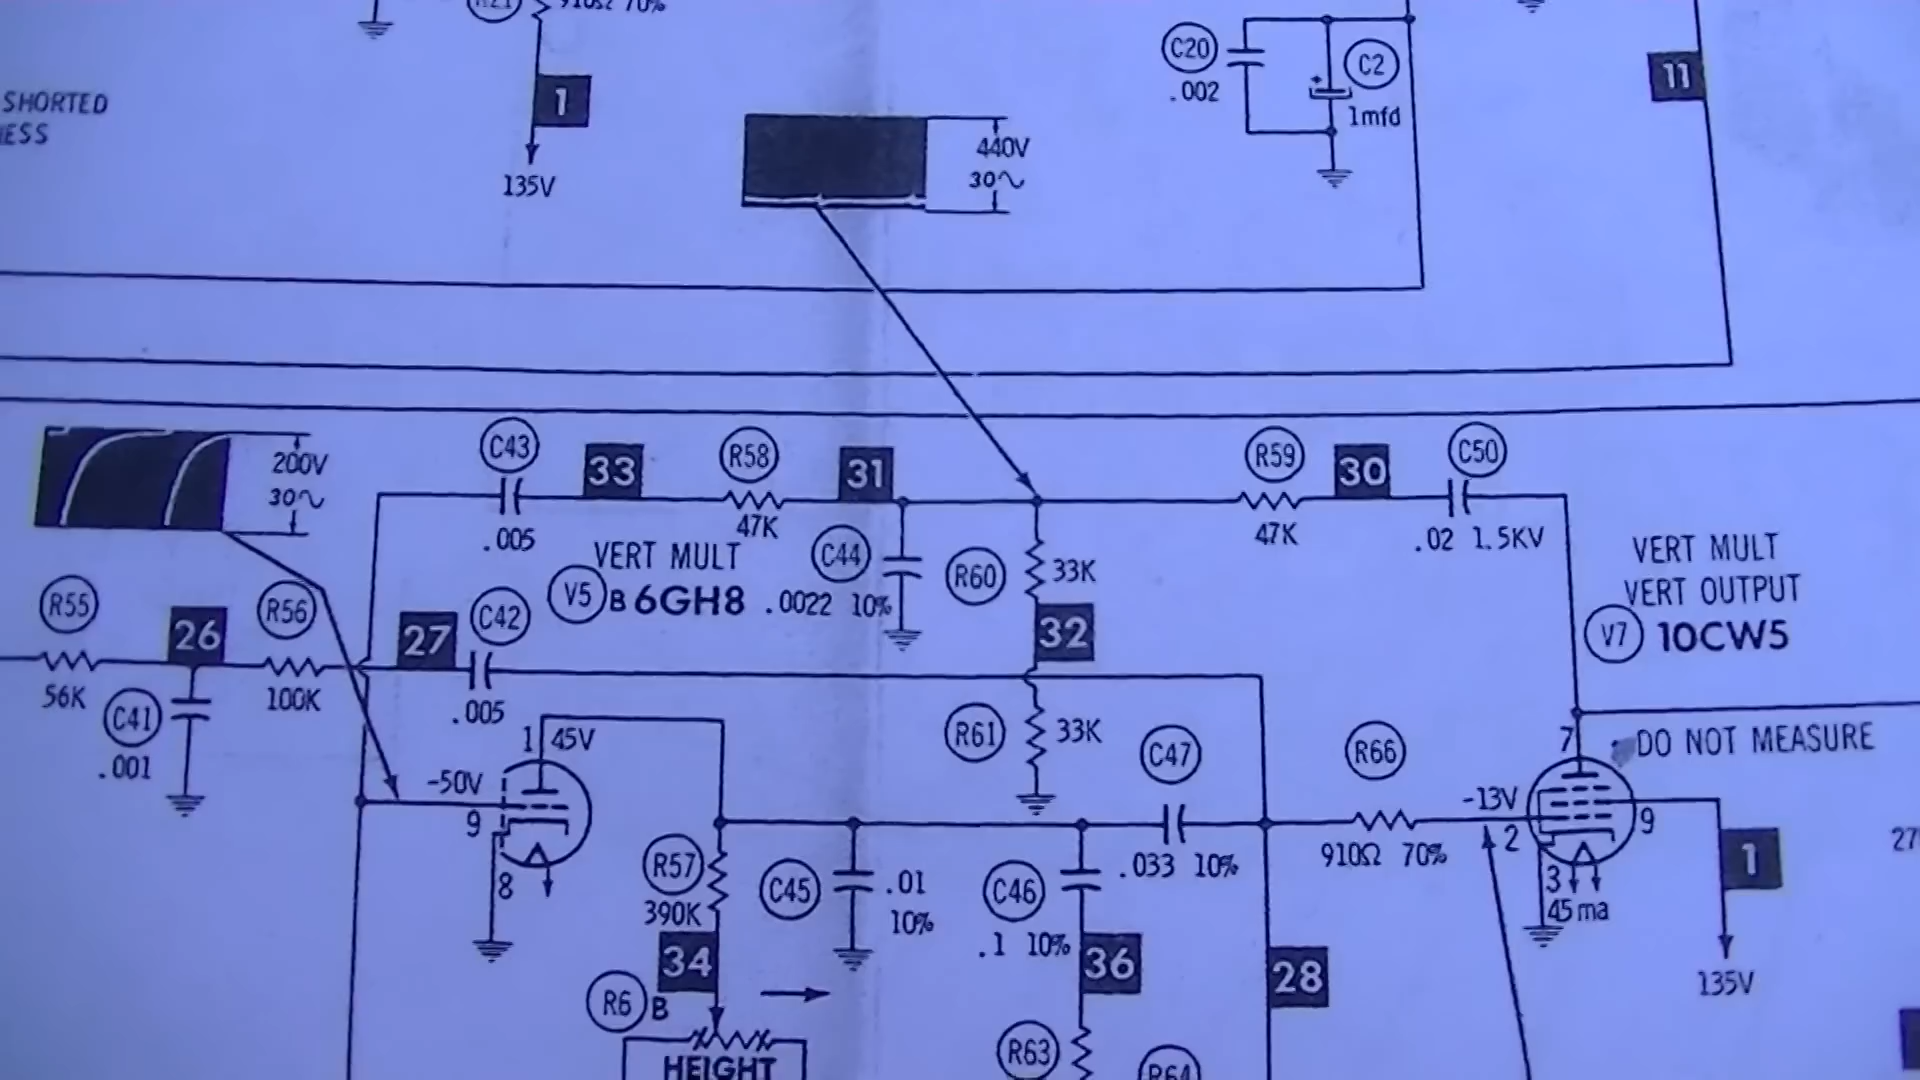 910Ω 70%
C20
.002
C2
1mfd
11
SHORTED
1
135V
440V
30∿
200V
30∿
C43
.005
33
R58
47K
31
R59
47K
30
C50
.02 1.5KV
VERT MULT
V5 B 6GH8
C44
.0022 10%
R60
33K
32
VERT MULT
VERT OUTPUT
V7 10CW5
R55
56K
26
R56
100K
27
C42
.005
C41
.001
R61
33K
1 45V
-50V
9
8
C47
.033 10%
R66
910Ω 70%
7
DO NOT MEASURE
-13V
2
9
3
45ma
1
135V
27
R57
390K
34
C45
.01
10%
C46
.1 10%
36
28
R6 B
HEIGHT
R63
R64